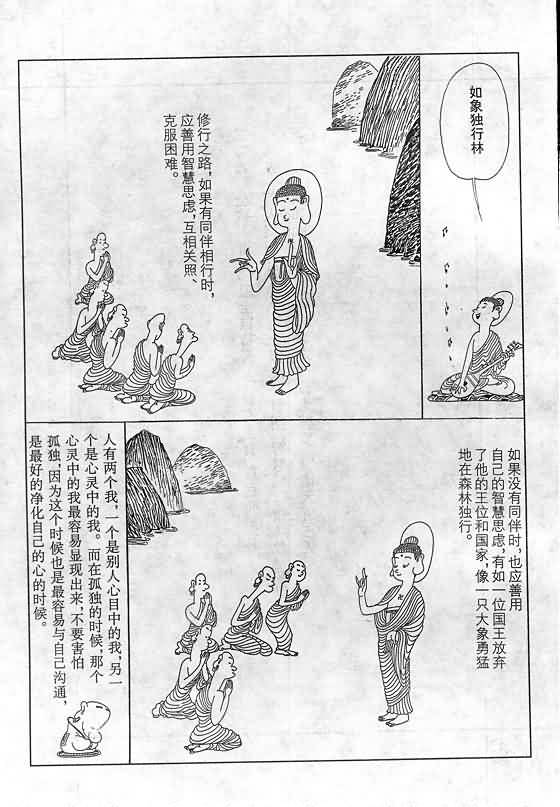 如象独行林
修行之路，如果有同伴相行时，
应善用智慧思虑，互相关照、
克服困难。
如果没有同伴时，也应善用
自己的智慧思虑，有如一位国王放弃
了他的王位和国家，像一只大象勇猛
地在森林独行。
人有两个我，一个是别人心目中的我，另一
个是心灵中的我。而在孤独的时候，那个
心灵中的我最容易显现出来，不要害怕
孤独，因为这个时候也是最容易与自己沟通，
是最好的净化自己的心的时候。